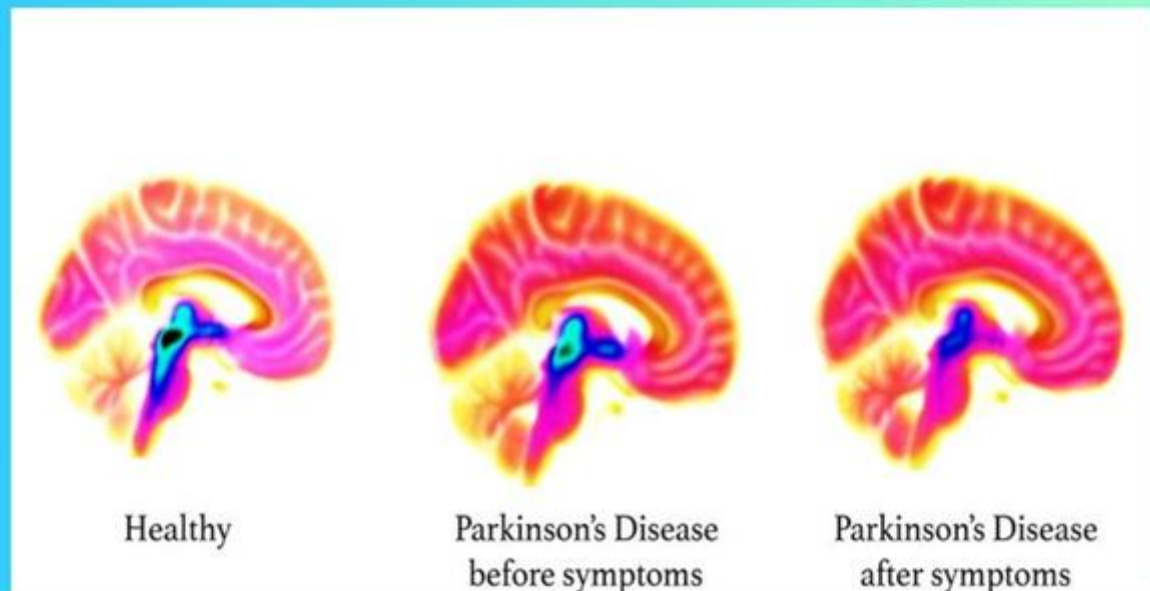 Healthy
Parkinson's Disease
before symptoms
Parkinson's Disease
after symptoms